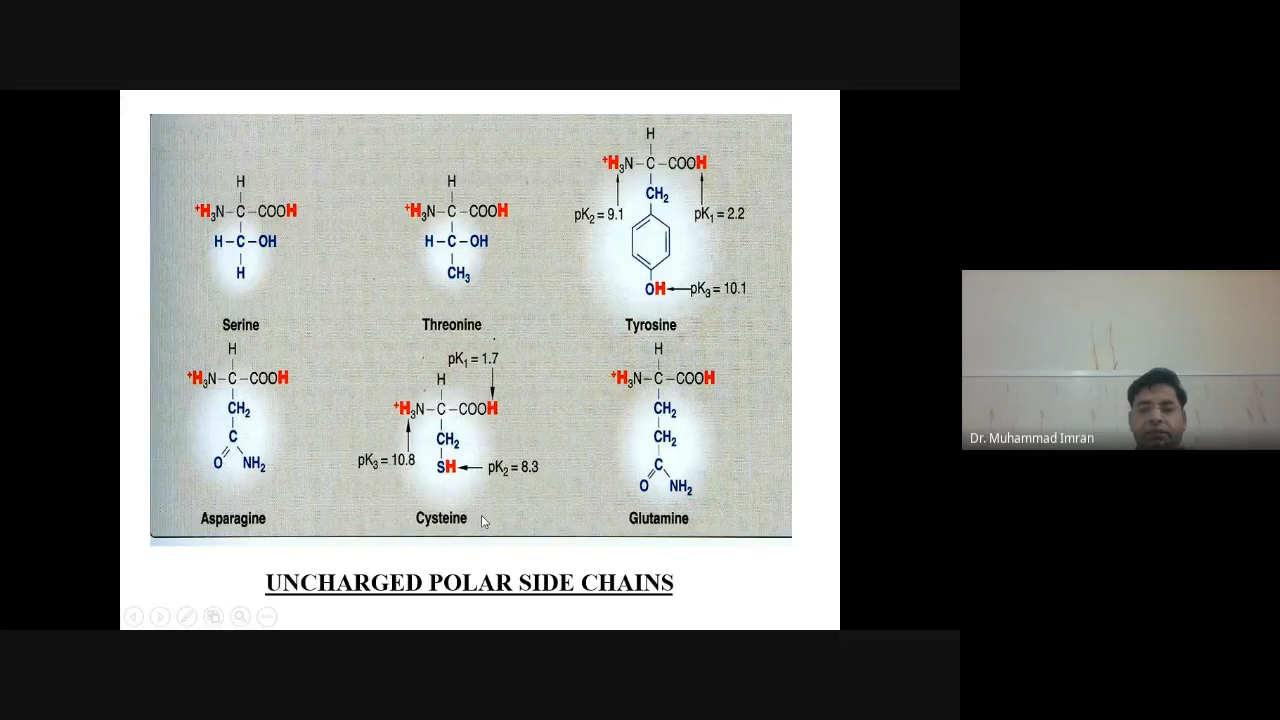 H
+H3N–C–COOH
H–C–OH
H
Serine
H
+H3N–C–COOH
H–C–OH
CH3
Threonine
H
+H3N–C–COOH
CH2
pK2 = 9.1
pK1 = 2.2
OH
pK3 = 10.1
Tyrosine
H
+H3N–C–COOH
CH2
C
O NH2
Asparagine
pK1 = 1.7
H
+H3N–C–COOH
CH2
pK3 = 10.8
SH
pK2 = 8.3
Cysteine
H
+H3N–C–COOH
CH2
CH2
C
O NH2
Glutamine
UNCHARGED POLAR SIDE CHAINS
Dr. Muhammad Imran